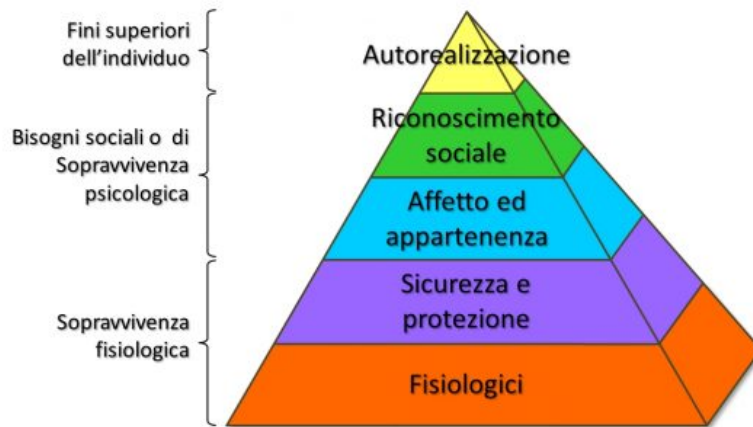 Fini superiori
dell'individuo
Autorealizzazione
Bisogni sociali o di
Sopravvivenza
psicologica
Riconoscimento
sociale
Affetto ed
appartenenza
Sopravvivenza
fisiologica
Sicurezza e
protezione
Fisiologici